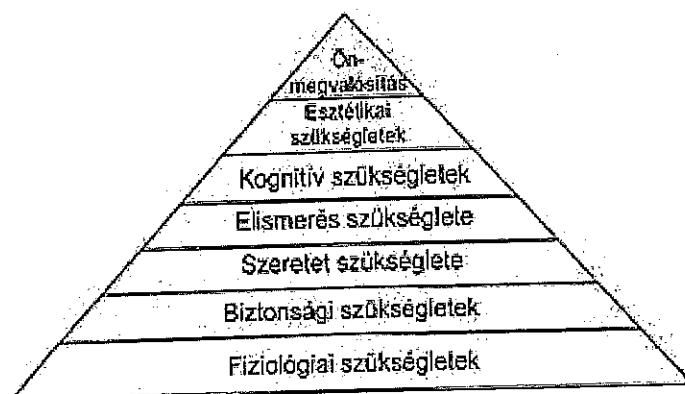 Ön-
megvalósítás
Esztétikai
szükségletek
Kognitív szükségletek
Elismerés szükséglete
Szeretet szükséglete
Biztonsági szükségletek
Fiziológiai szükségletek